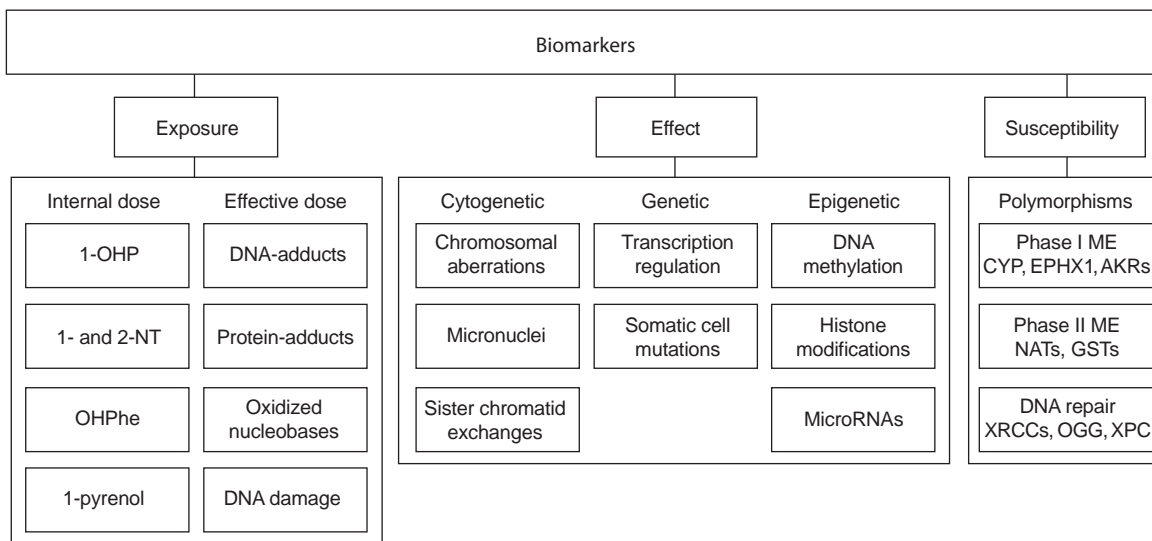 Biomarkers
Exposure
Internal dose
Effective dose
1-OHP
DNA-adducts
1- and 2-NT
Protein-adducts
OHPhe
Oxidized
nucleobases
1-pyrenol
DNA damage
Effect
Cytogenetic
Genetic
Epigenetic
Chromosomal
aberrations
Transcription
regulation
DNA
methylation
Micronuclei
Somatic cell
mutations
Histone
modifications
Sister chromatid
exchanges
MicroRNAs
Susceptibility
Polymorphisms
Phase I ME
CYP, EPHX1, AKRs
Phase II ME
NATs, GSTs
DNA repair
XRCCs, OGG, XPC